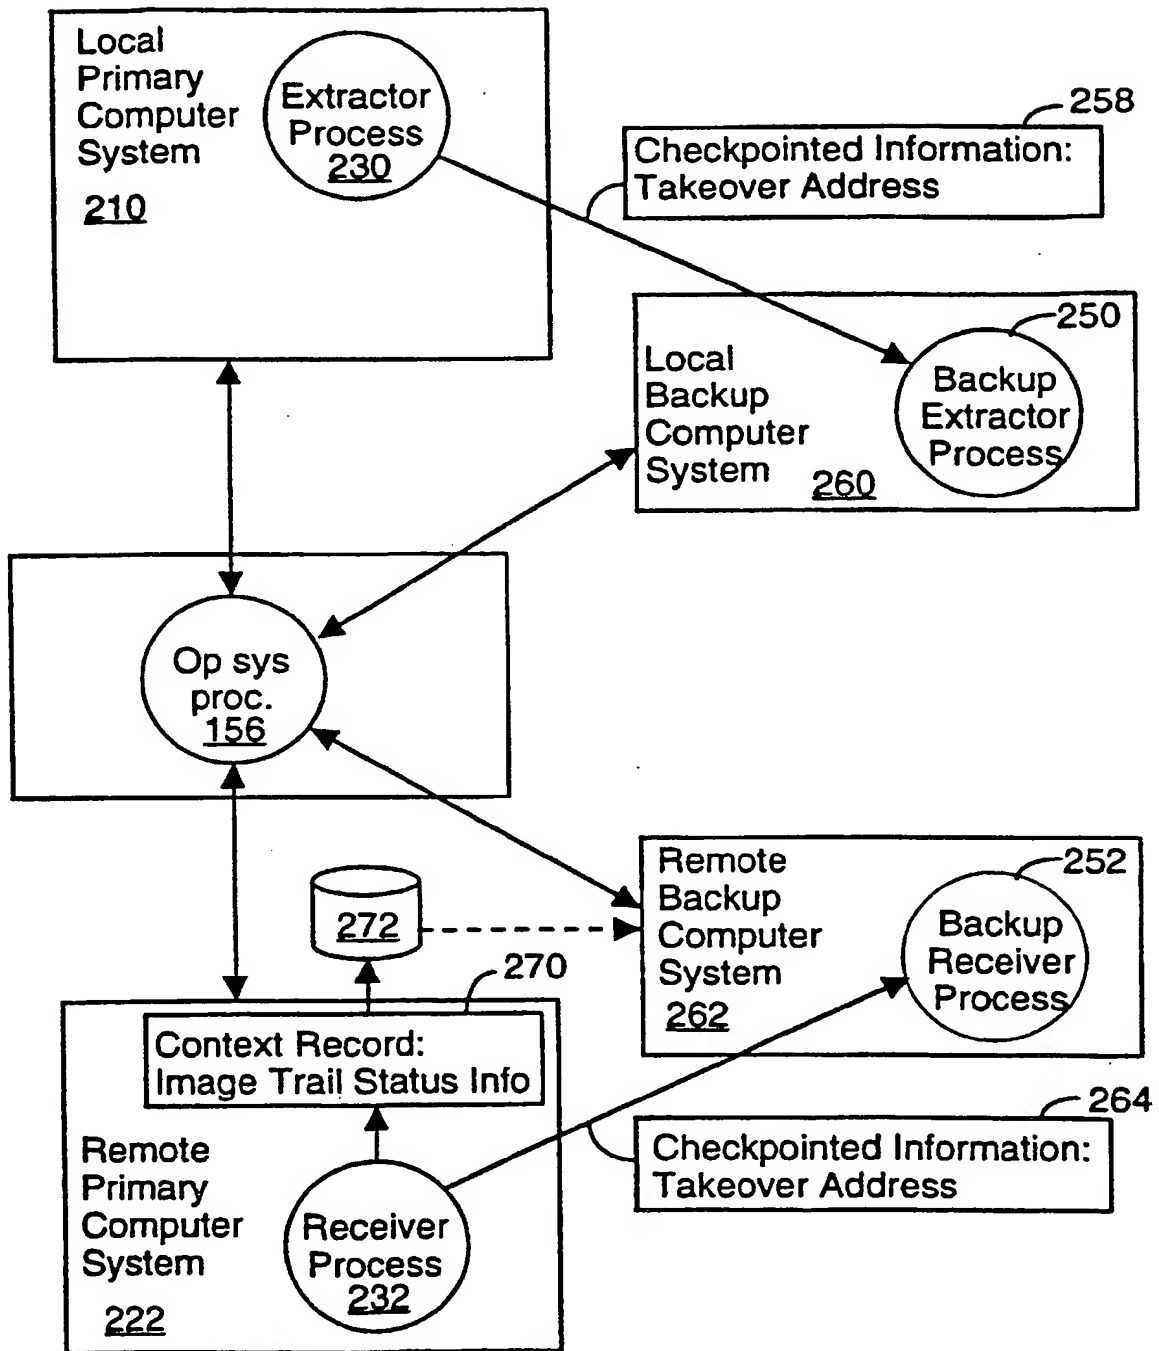 Local
Primary
Computer
System
210
Extractor
Process
230
258
Checkpointed Information:
Takeover Address
250
Local
Backup
Computer
System
260
Backup
Extractor
Process
Op sys
proc.
156
272
270
Remote
Backup
Computer
System
262
252
Backup
Receiver
Process
Context Record:
Image Trail Status Info
264
Checkpointed Information:
Takeover Address
Remote
Primary
Computer
System
222
Receiver
Process
232